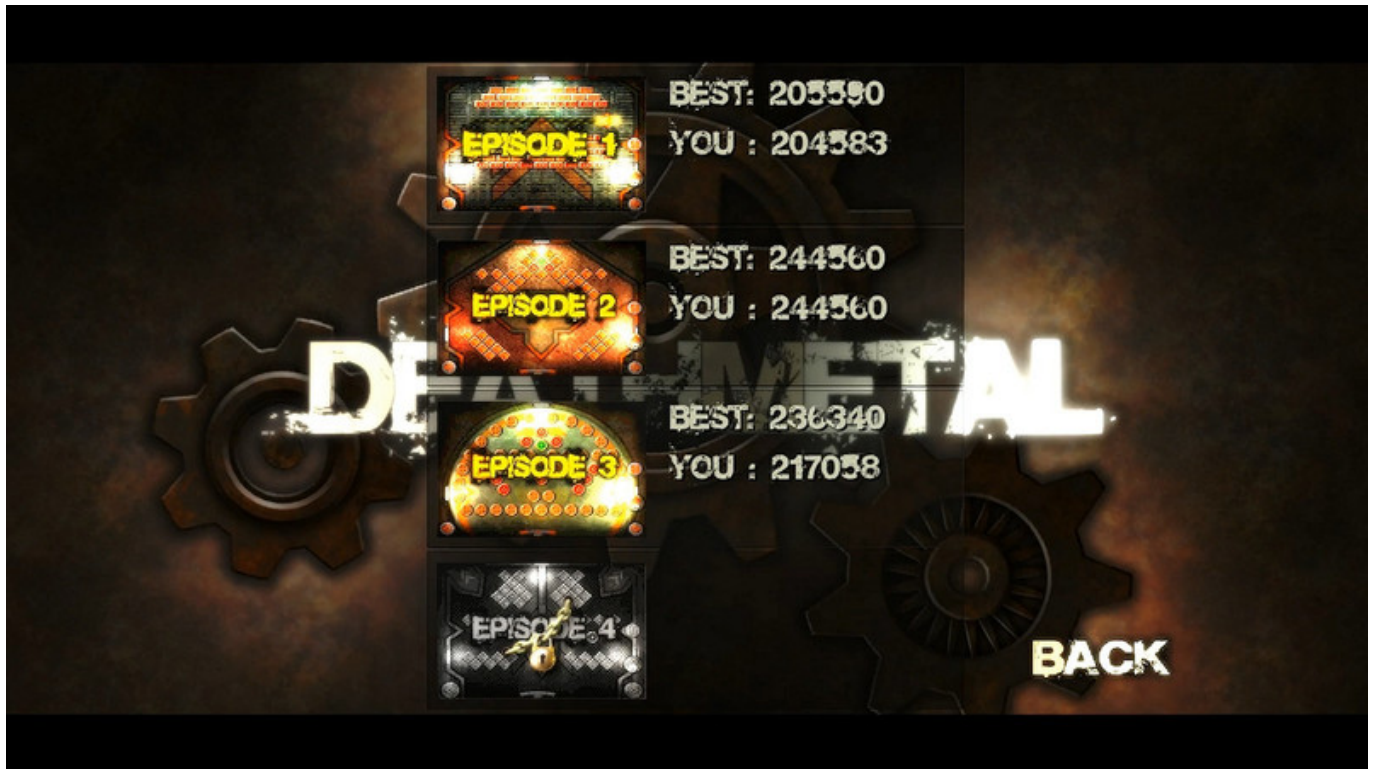 BEST: 205590
EPISODE 1
YOU : 204583
BEST: 244560
EPISODE 2
YOU : 244560
DEATHMETAL
BEST: 236340
EPISODE 3
YOU : 217058
EPISODE 4
BACK